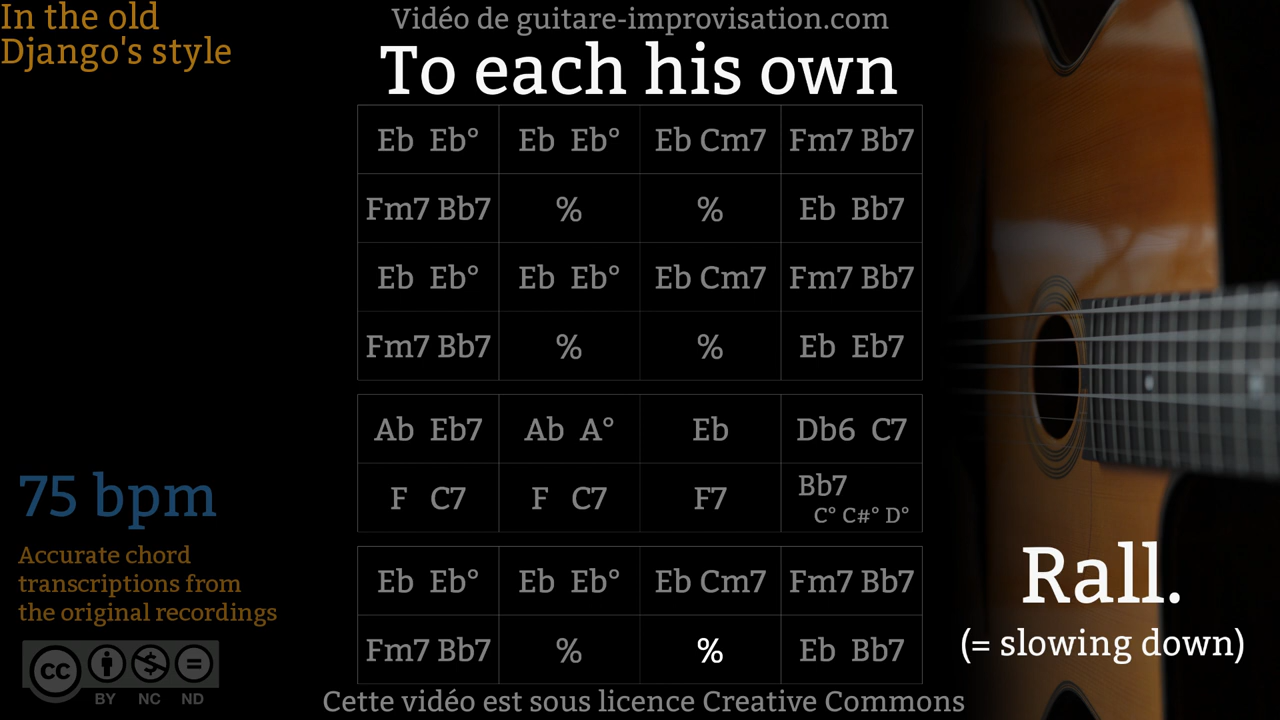 In the old
Django's style
Vidéo de guitare-improvisation.com
To each his own
Eb Eb° Eb Eb° Eb Cm7 Fm7 Bb7
Fm7 Bb7 % % Eb Bb7
Eb Eb° Eb Eb° Eb Cm7 Fm7 Bb7
Fm7 Bb7 % % Eb Eb7
Ab Eb7 Ab A° Eb Db6 C7
F C7 F C7 F7 Bb7
C° C#° D°
Eb Eb° Eb Eb° Eb Cm7 Fm7 Bb7
Fm7 Bb7 % % Eb Bb7
75 bpm
Accurate chord
transcriptions from
the original recordings
cc
BY NC ND
Rall.
(= slowing down)
Cette vidéo est sous licence Creative Commons